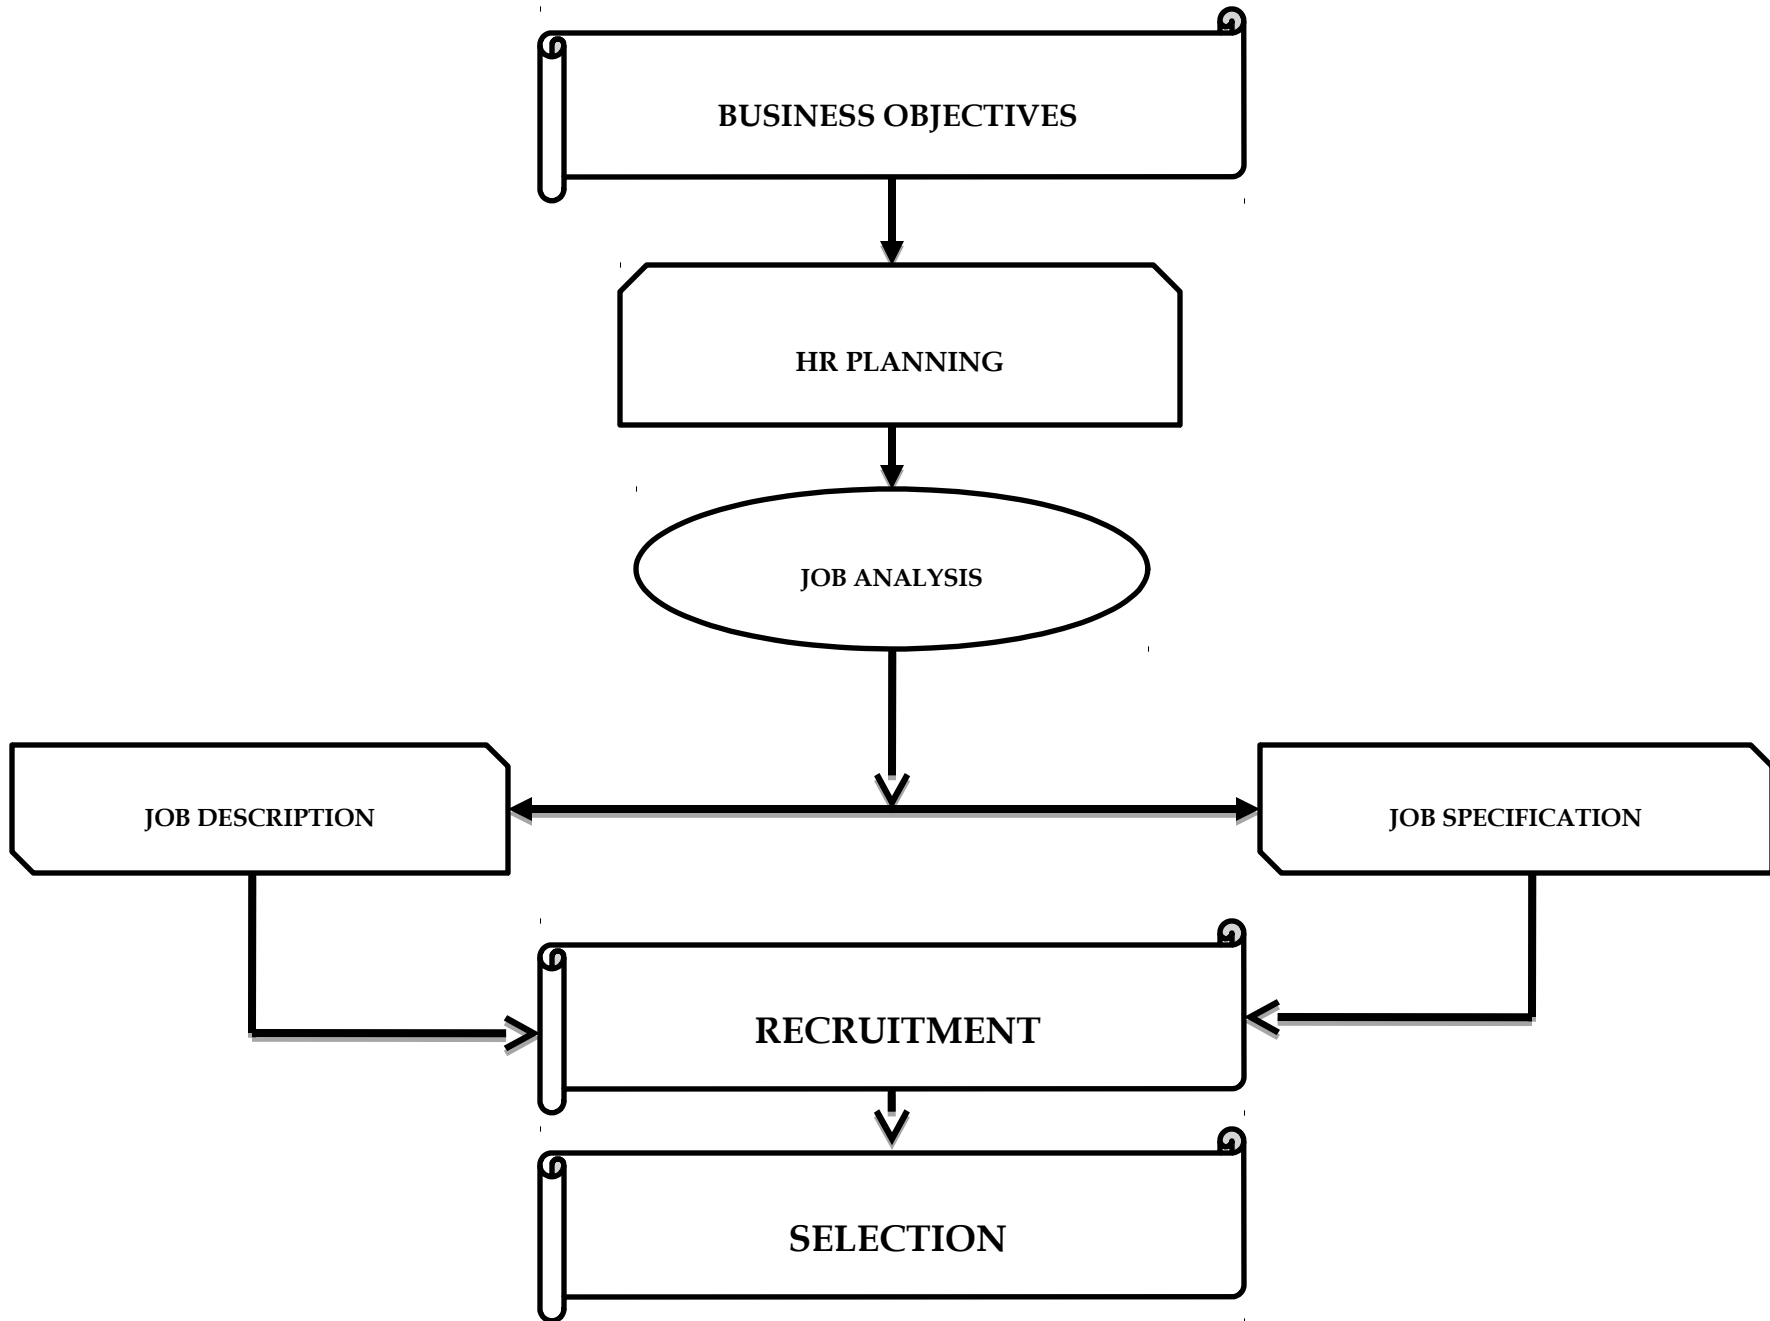 BUSINESS OBJECTIVES
HR PLANNING
JOB ANALYSIS
JOB DESCRIPTION
JOB SPECIFICATION
RECRUITMENT
SELECTION